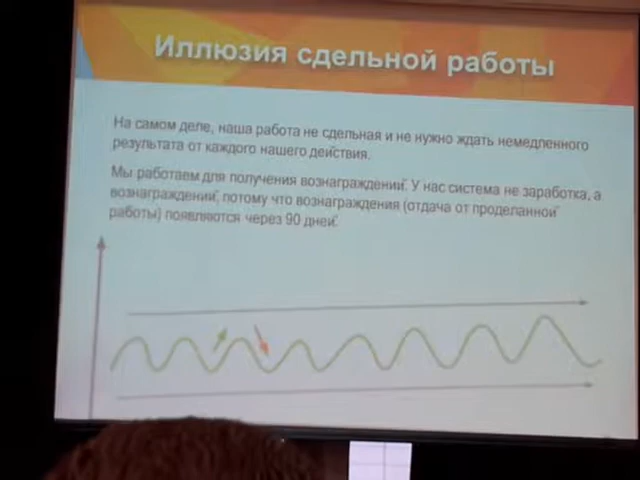 Иллюзия сдельной работы
На самом деле, наша работа не сдельная и не нужно ждать немедленного
результата от каждого нашего действия.
Мы работаем для получения вознаграждений. У нас система не заработка, а
вознаграждений, потому что вознаграждения (отдача от проделанной
работы) появляются через 90 дней.